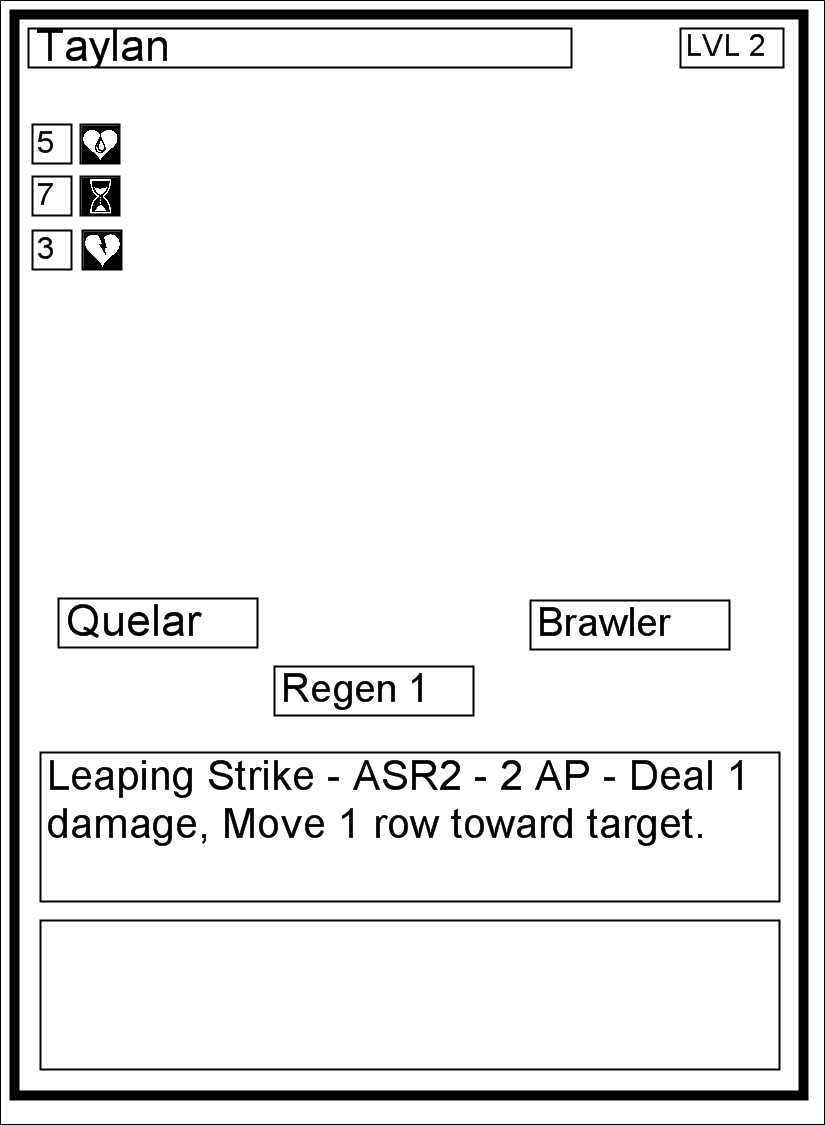 Taylan
LVL 2
5
7
3
Quelar
Brawler
Regen 1
Leaping Strike - ASR2 - 2 AP - Deal 1
damage, Move 1 row toward target.